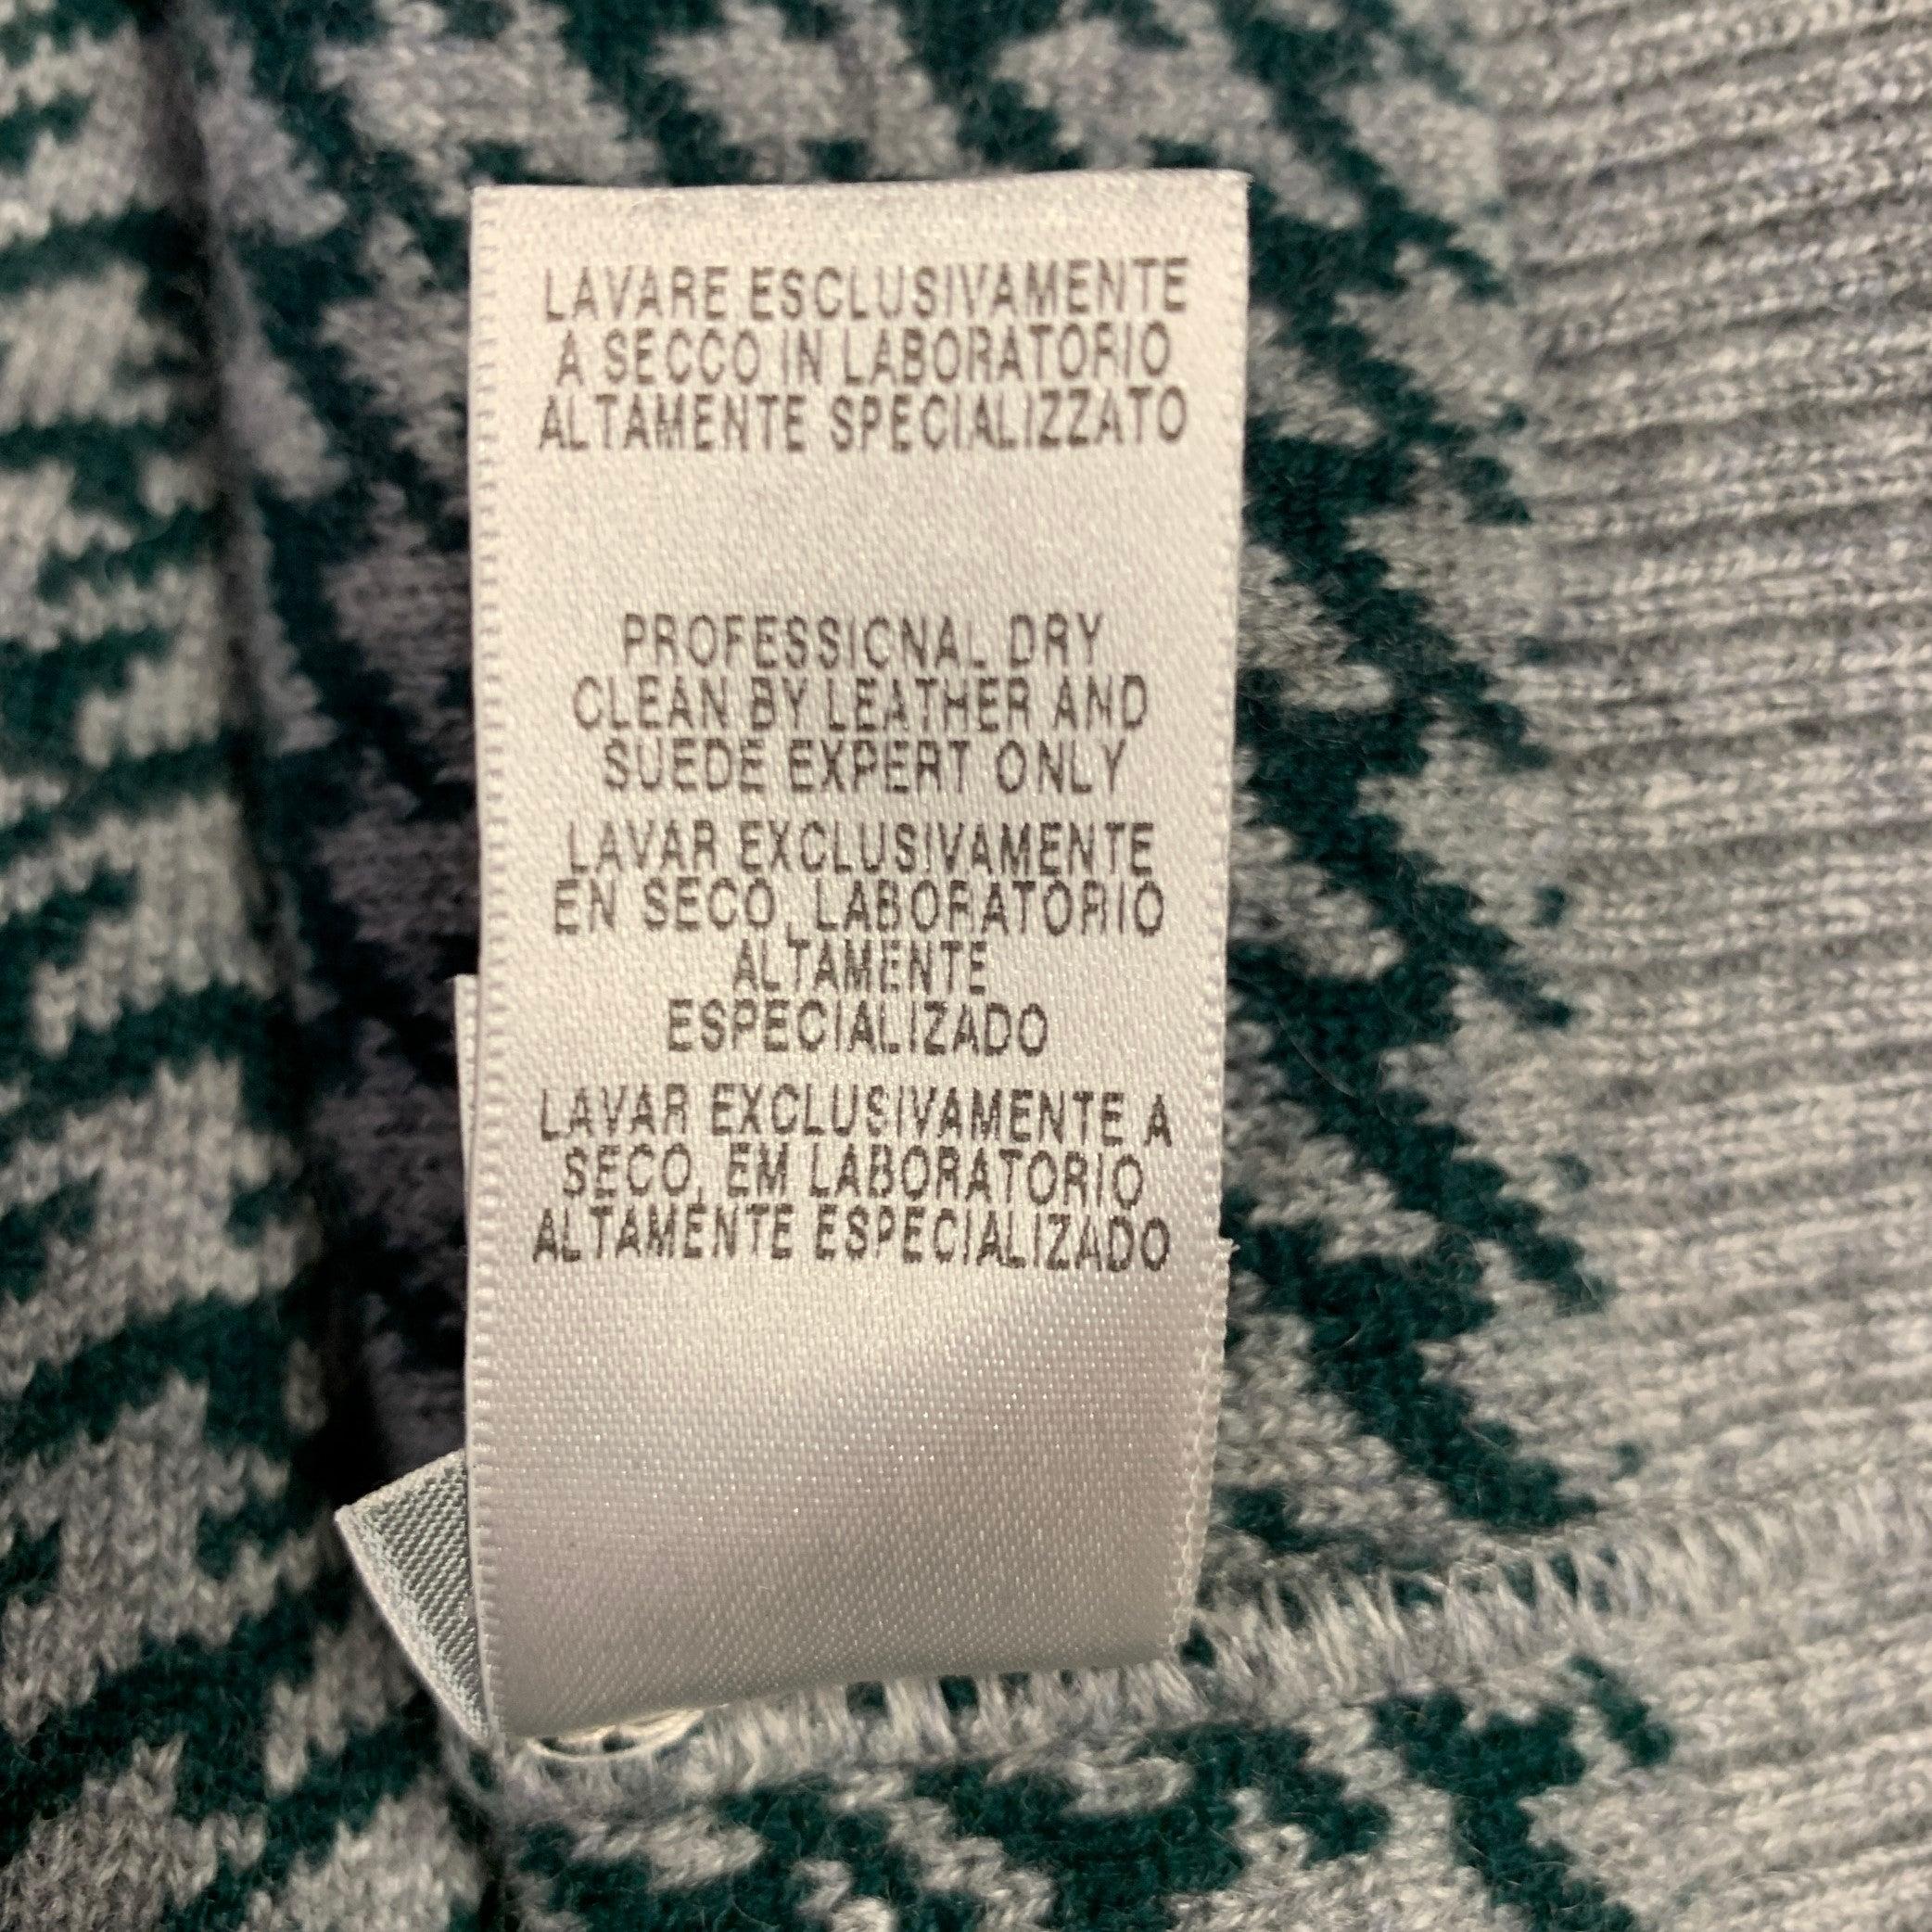 LAVARE ESCLUSIVAMENTE
A SECCO IN LABORATORIO
ALTAMENTE SPECIALIZZATO
PROFESSIONAL DRY
CLEAN BY LEATHER AND
SUEDE EXPERT ONLY
LAVAR EXCLUSIVAMENTE
EN SECO, LABORATORIO
ALTAMENTE
ESPECIALIZADO
LAVAR EXCLUSIVAMENTE A
SECO, EM LABORATORIO
ALTAMENTE ESPECIALIZADO